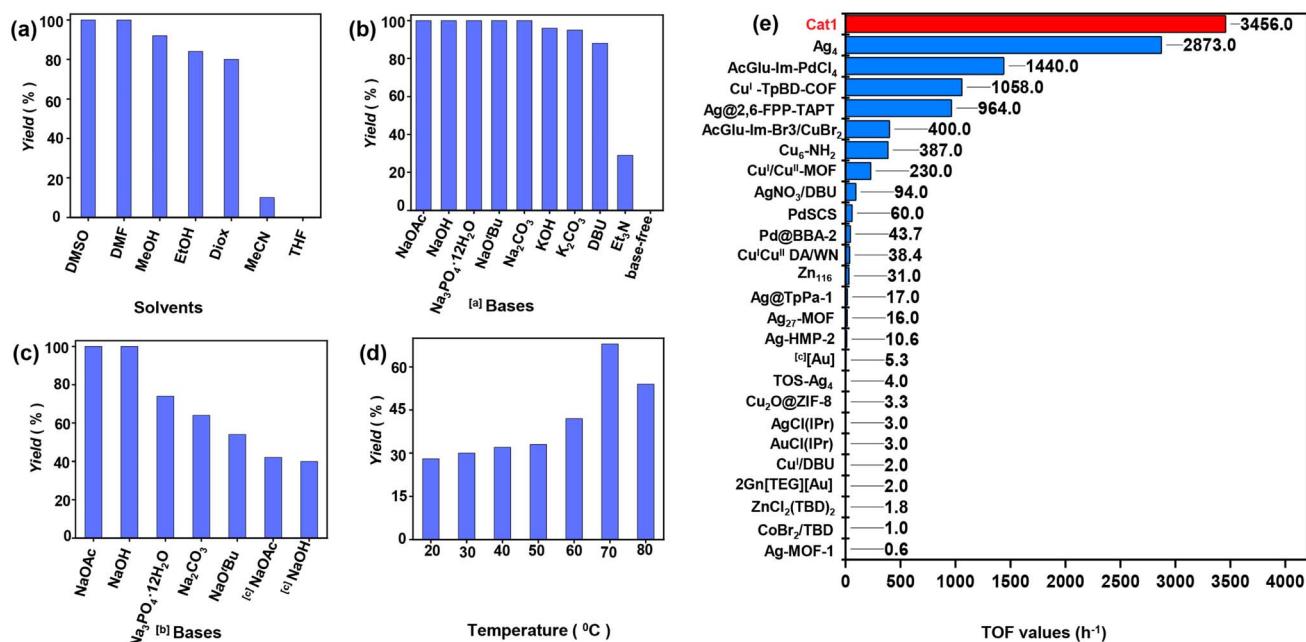 (a)
Yield ( % )
100
80
60
40
20
0
DMSO
DMF
MeOH
EtOH
Diox
MeCN
THF
Solvents
(b)
Yield ( % )
100
80
60
40
20
0
NaOAc
NaOH
Na₃PO₄·12H₂O
NaOᵗBu
Na₂CO₃
KOH
K₂CO₃
DBU
Et₃N
base-free
[a] Bases
(c)
Yield ( % )
100
80
60
40
20
0
NaOAc
NaOH
Na₃PO₄·12H₂O
Na₂CO₃
NaOᵗBu
[c] NaOAc
[c] NaOH
[b] Bases
(d)
Yield ( % )
60
45
30
15
0
20
30
40
50
60
70
80
Temperature ( ⁰C)
(e)
Cat1 3456.0
Ag₄ 2873.0
AcGlu-Im-PdCl₄ 1440.0
Cuᴵ -TpBD-COF 1058.0
Ag@2,6-FPP-TAPT 964.0
AcGlu-Im-Br3/CuBr₂ 400.0
Cu₆-NH₂ 387.0
Cuᴵ/Cuᴵᴵ-MOF 230.0
AgNO₃/DBU 94.0
PdSCS 60.0
Pd@BBA-2 43.7
CuᴵCuᴵᴵ DA/WN 38.4
Zn₁₁₆ 31.0
Ag@TpPa-1 17.0
Ag₂₇-MOF 16.0
Ag-HMP-2 10.6
[c][Au] 5.3
TOS-Ag₄ 4.0
Cu₂O@ZIF-8 3.3
AgCl(IPr) 3.0
AuCl(IPr) 3.0
Cuᴵ/DBU 2.0
2Gn[TEG][Au] 2.0
ZnCl₂(TBD)₂ 1.8
CoBr₂/TBD 1.0
Ag-MOF-1 0.6
0 500 1000 1500 2000 2500 3000 3500 4000
TOF values (h⁻¹)